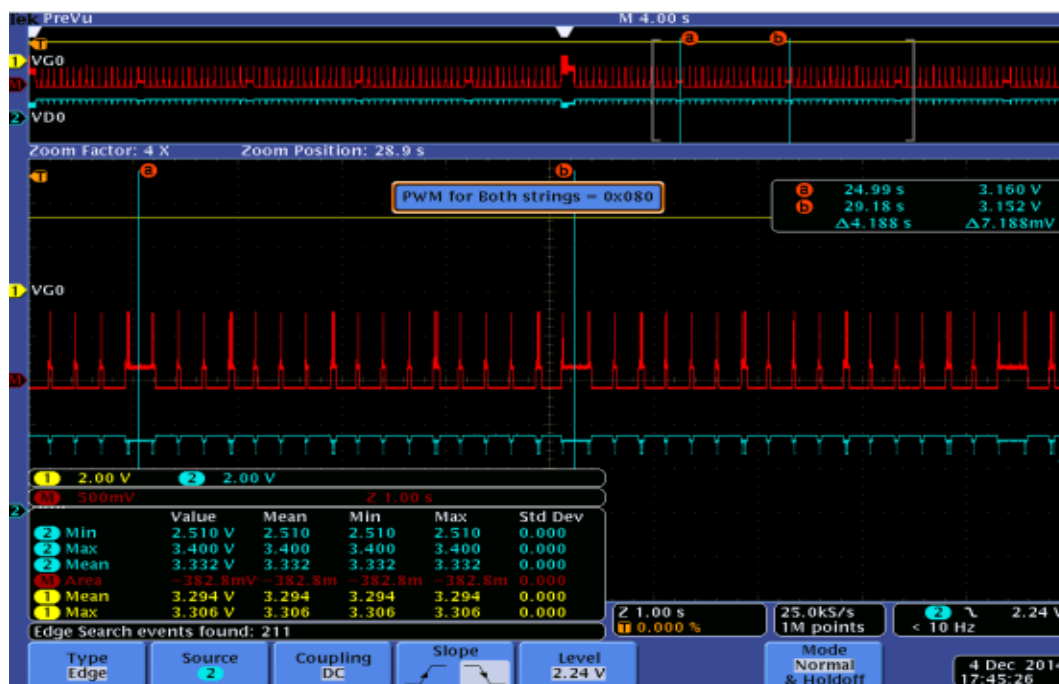 Tek PreVu M 4.00 s
T
a b
1 VG0
M
2 VD0
Zoom Factor: 4 X Zoom Position: 28.9 s
a b
T
PWM for Both strings = 0x080
a 24.99 s 3.160 V
b 29.18 s 3.152 V
Δ4.188 s Δ7.188mV
1 VG0
M
1 2.00 V 2 2.00 V
M 500mV Z 1.00 s
2
Value Mean Min Max Std Dev
2 Min 2.510 V 2.510 2.510 2.510 0.000
2 Max 3.400 V 3.400 3.400 3.400 0.000
2 Mean 3.332 V 3.332 3.332 3.332 0.000
M Area -382.8mV -382.8m -382.8m -382.8m 0.000
1 Mean 3.294 V 3.294 3.294 3.294 0.000
1 Max 3.306 V 3.306 3.306 3.306 0.000
Z 1.00 s
T 0.000 %
25.0kS/s
1M points
2 2.24 V
< 10 Hz
Edge Search events found: 211
Type
Edge
Source
2
Coupling
DC
Slope
Level
2.24 V
Mode
Normal
& Holdoff
4 Dec 2014
17:45:26